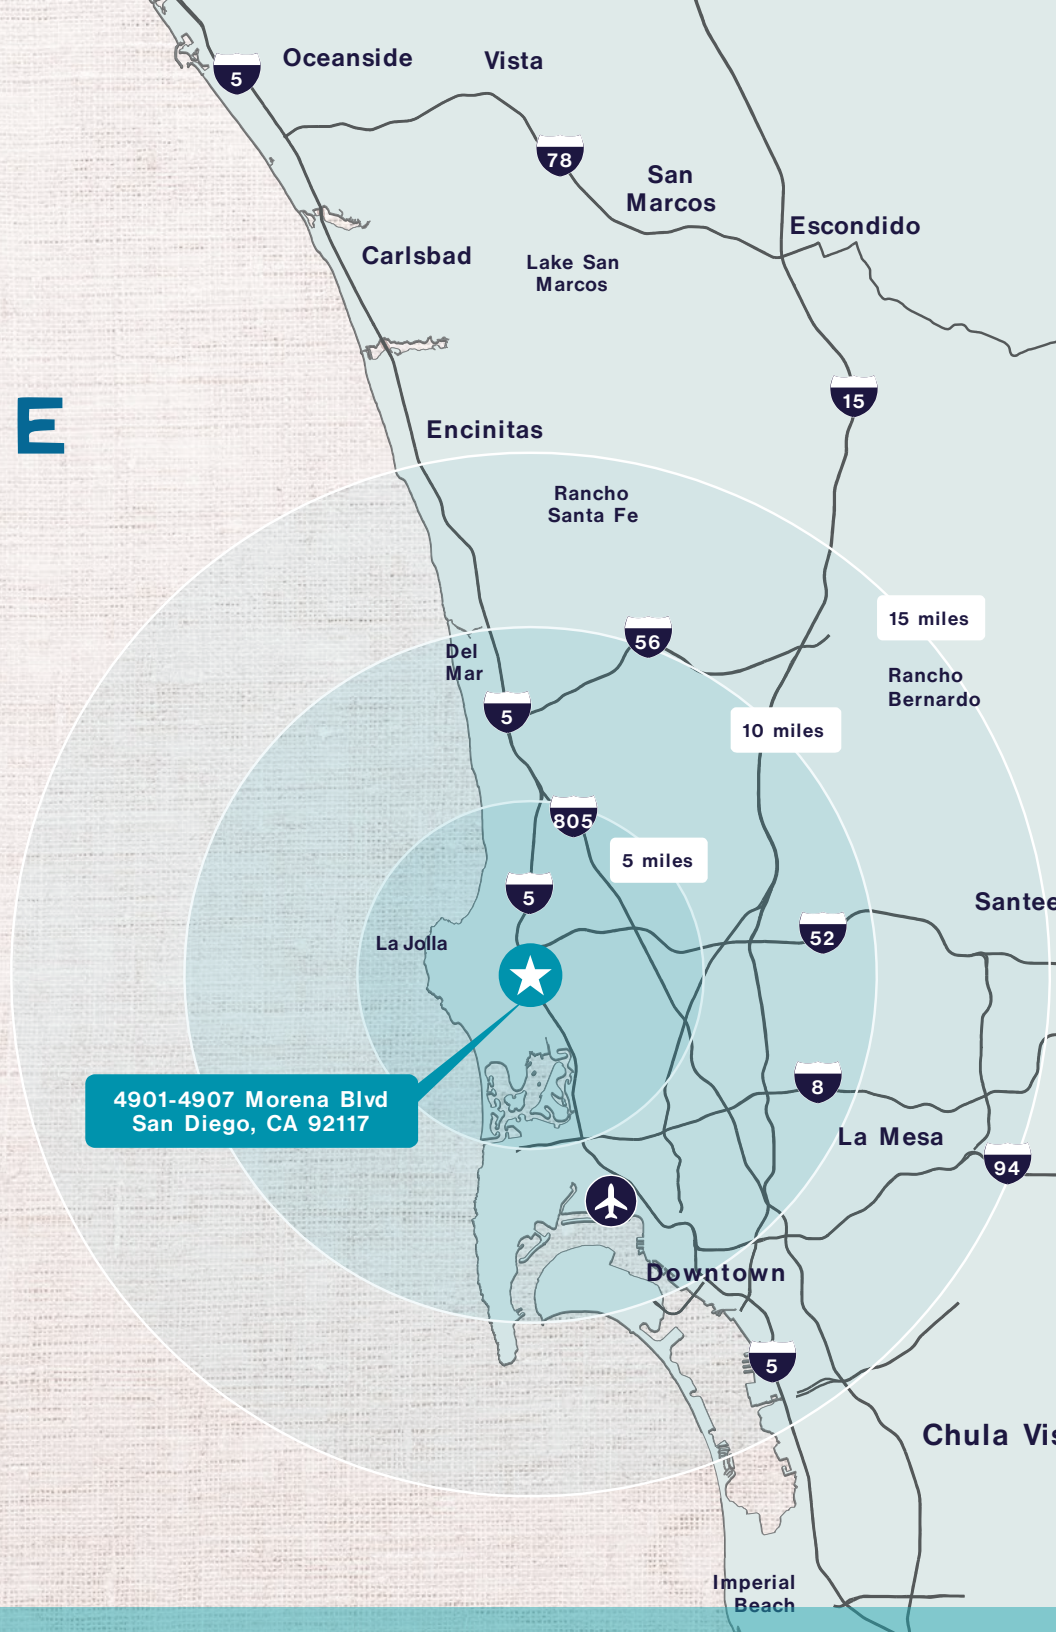 Oceanside
Vista
5
78
San
Marcos
Escondido
Carlsbad
Lake San
Marcos
15
E
Encinitas
Rancho
Santa Fe
15 miles
56
Del
Mar
Rancho
Bernardo
5
10 miles
805
5 miles
5
Santee
52
La Jolla
4901-4907 Morena Blvd
San Diego, CA 92117
8
La Mesa
94
Downtown
5
Chula Vis
Imperial
Beach